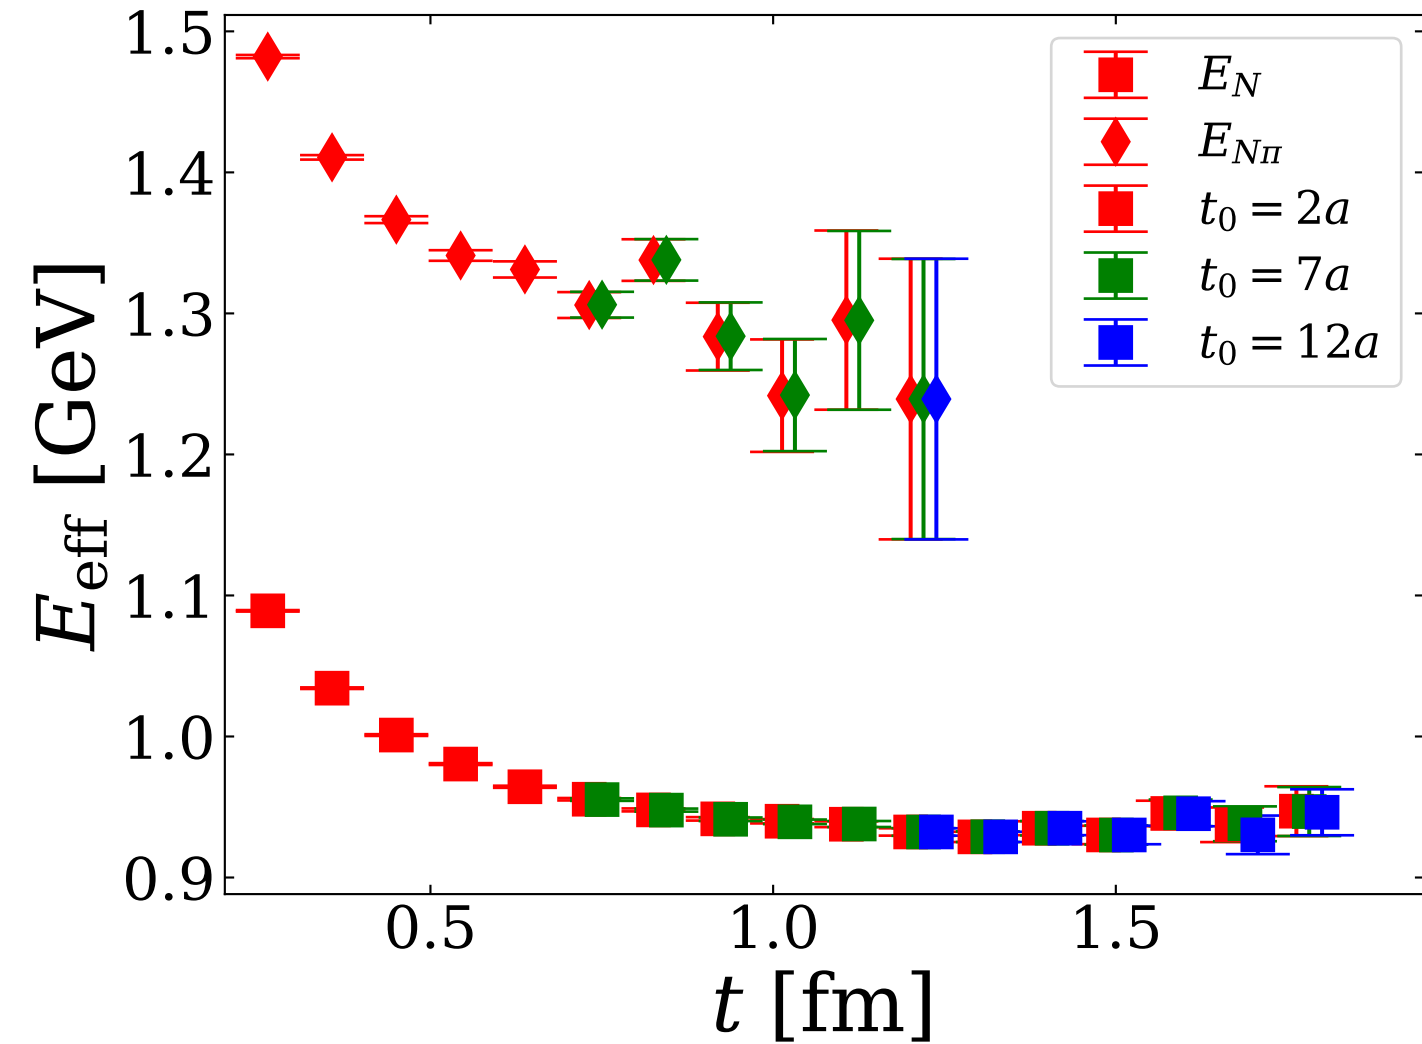 1.5
1.4
1.3
1.2
1.1
1.0
0.9
E_eff [GeV]
0.5 1.0 1.5
t [fm]
E_N
E_Nπ
t_0 = 2a
t_0 = 7a
t_0 = 12a